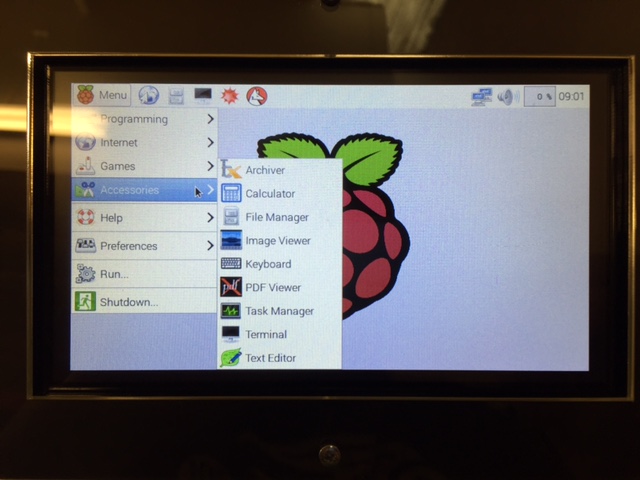 Menu
0 %
09:01
Programming
Internet
Games
Accessories
Help
Preferences
Run...
Shutdown...
Archiver
Calculator
File Manager
Image Viewer
Keyboard
PDF Viewer
Task Manager
Terminal
Text Editor
pdf